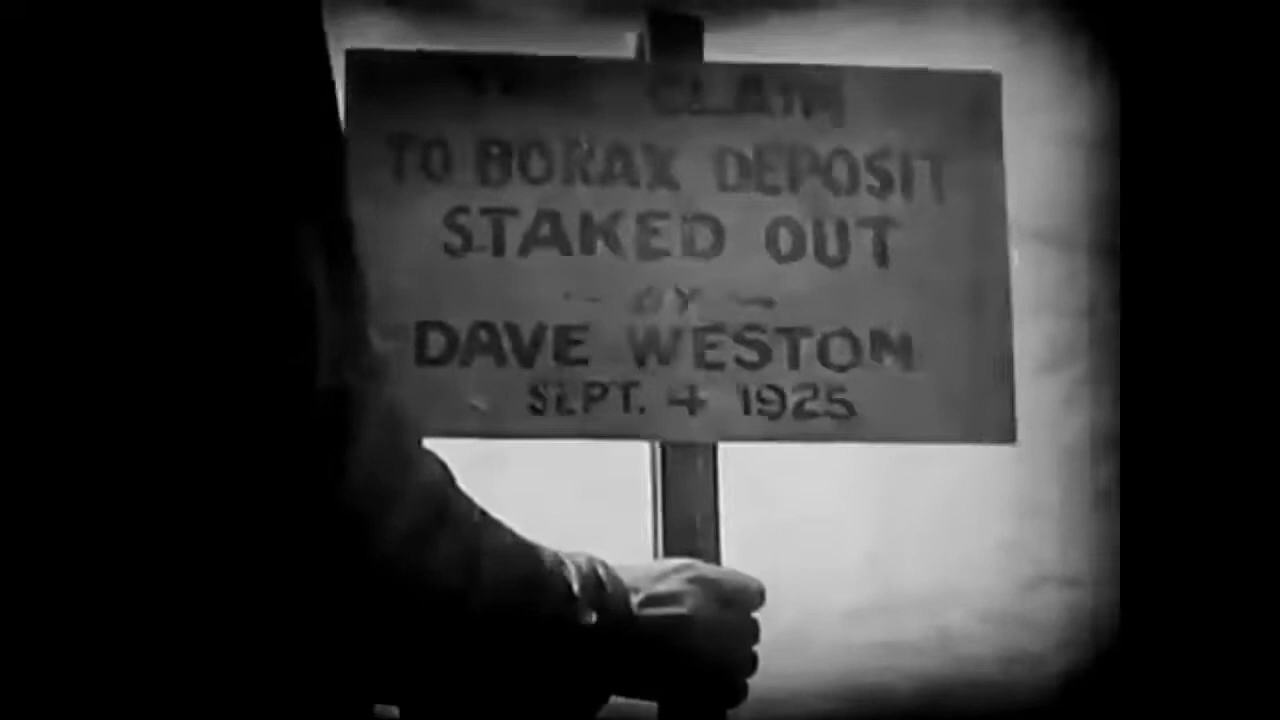 CLAIM
TO BORAX DEPOSIT
STAKED OUT
- BY -
DAVE WESTON
SEPT. 4 1925